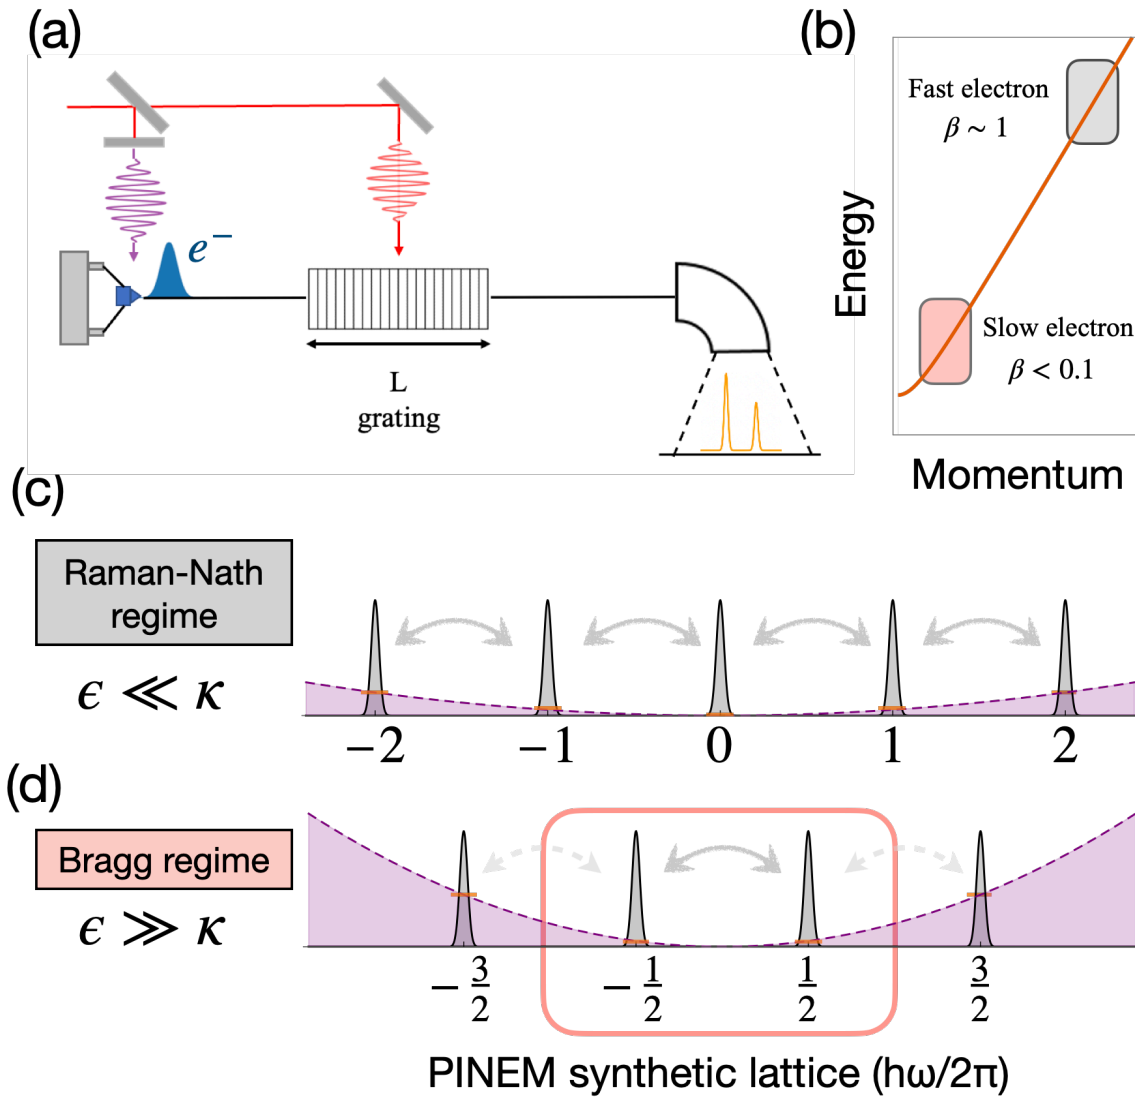 (a)
e⁻
L
grating
(b)
Fast electron
β ~ 1
Slow electron
β < 0.1
Energy
Momentum
(c)
Raman-Nath
regime
ϵ ≪ κ
−2 −1 0 1 2
(d)
Bragg regime
ϵ ≫ κ
− 3/2 − 1/2 1/2 3/2
PINEM synthetic lattice (hω/2π)